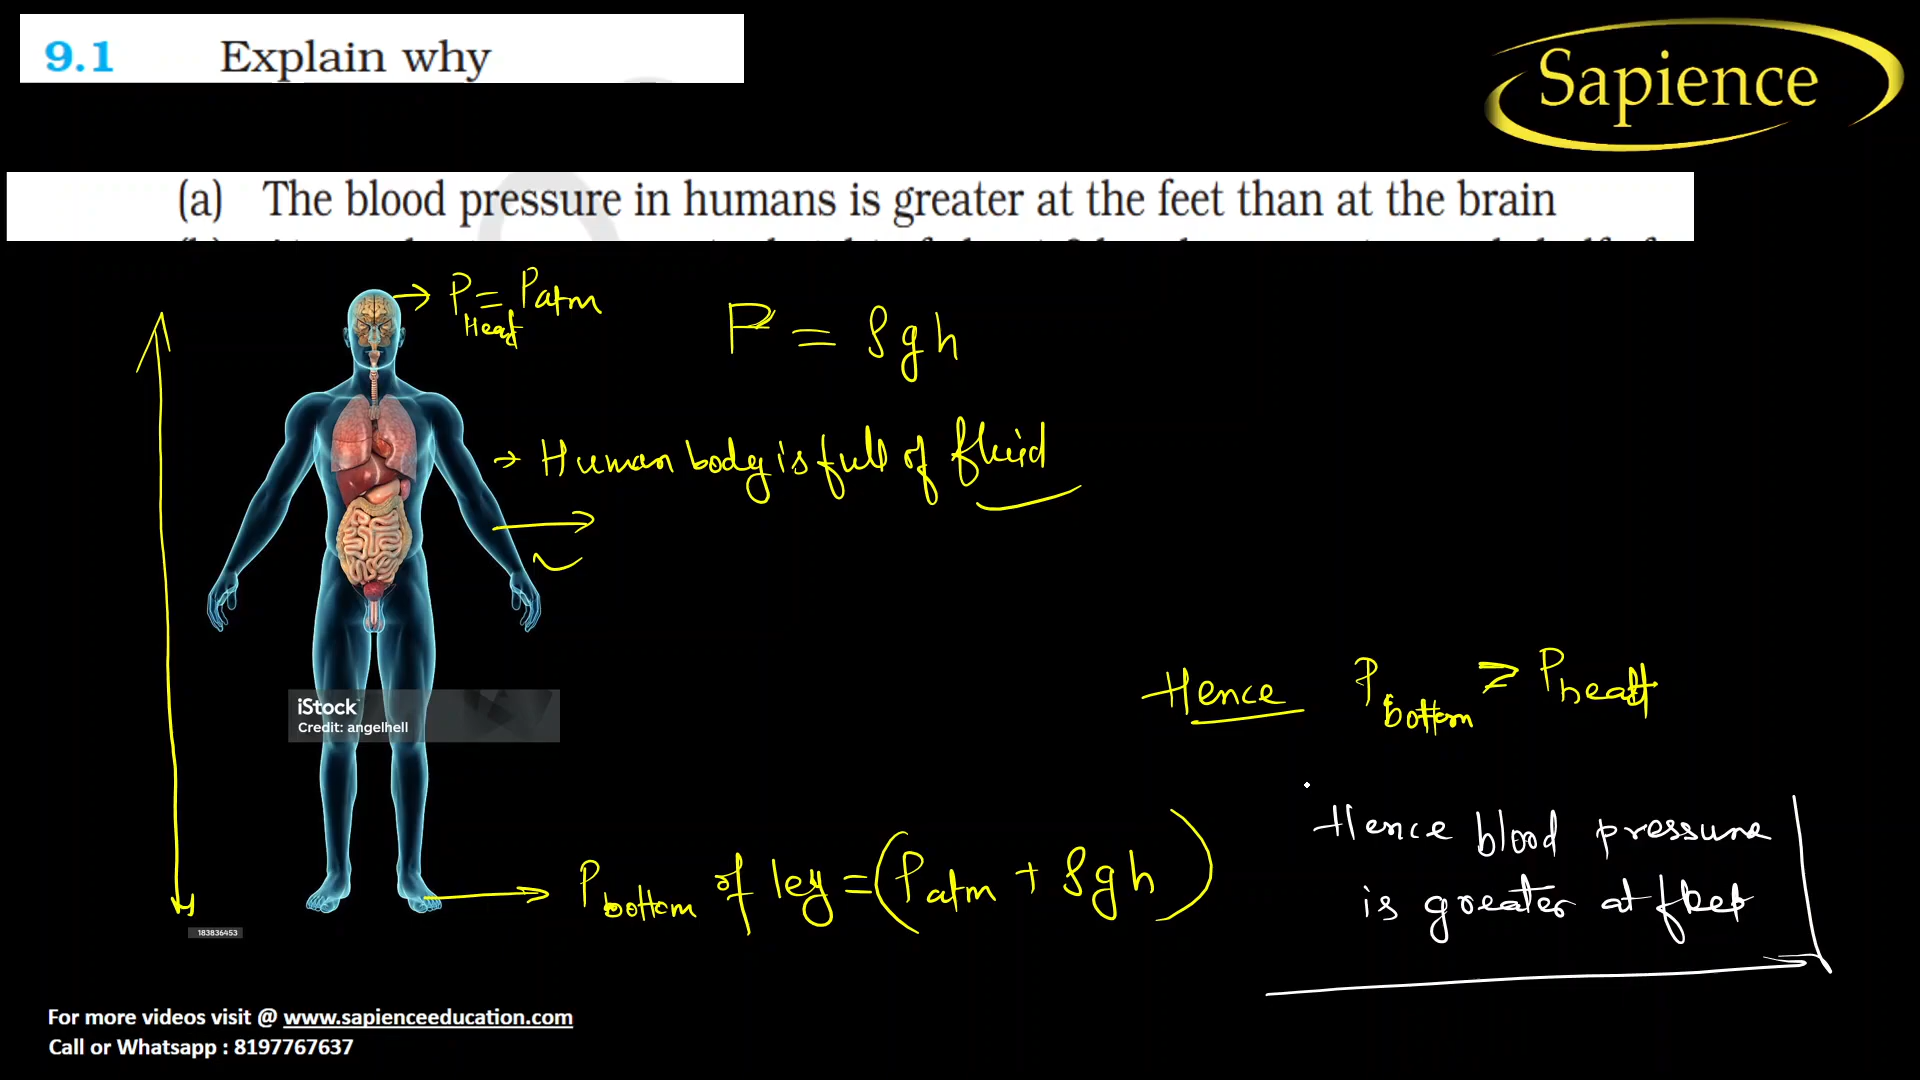 9.1 Explain why
Sapience
(a) The blood pressure in humans is greater at the feet than at the brain
P Head = Patm
P = ρgh
→ Human body is full of fluid
iStock
Credit: angelhell
Hence P bottom > P head
Hence blood pressure
is greater at feet
P bottom of leg = (Patm + ρgh)
183836453
For more videos visit @ www.sapienceeducation.com
Call or Whatsapp : 8197767637